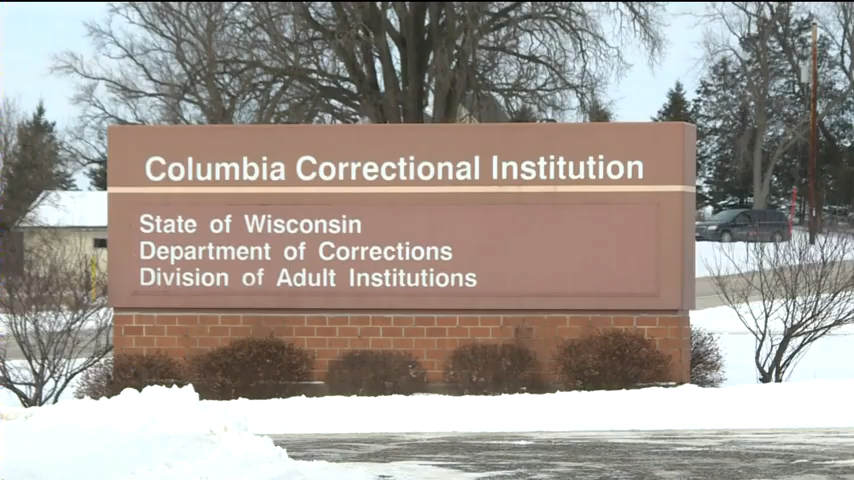 Columbia Correctional Institution
State of Wisconsin
Department of Corrections
Division of Adult Institutions